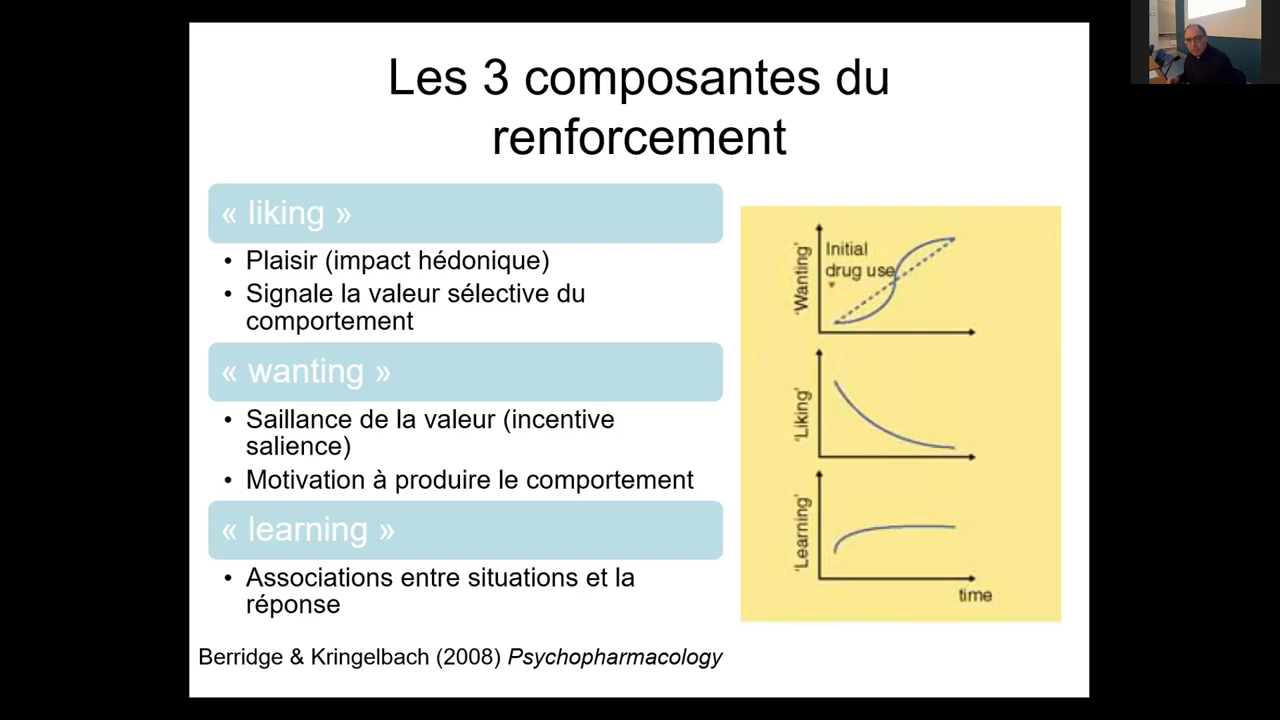 Les 3 composantes du
renforcement
« liking »
• Plaisir (impact hédonique)
• Signale la valeur sélective du
comportement
« wanting »
• Saillance de la valeur (incentive
salience)
• Motivation à produire le comportement
« learning »
• Associations entre situations et la
réponse
Berridge & Kringelbach (2008) Psychopharmacology
'Wanting'
Initial
drug use
'Liking'
'Learning'
time